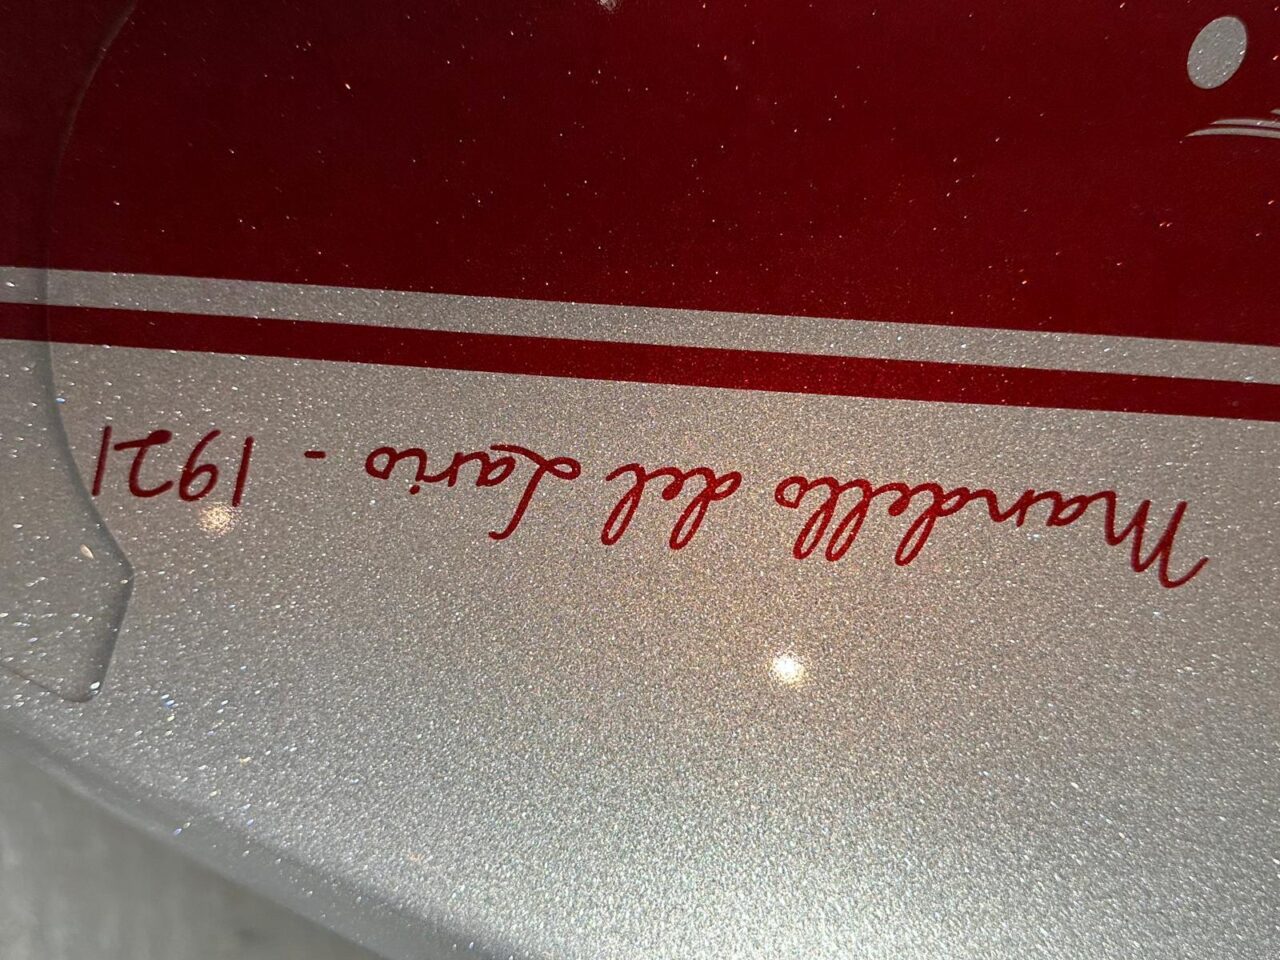 Mandello del Lario - 1921